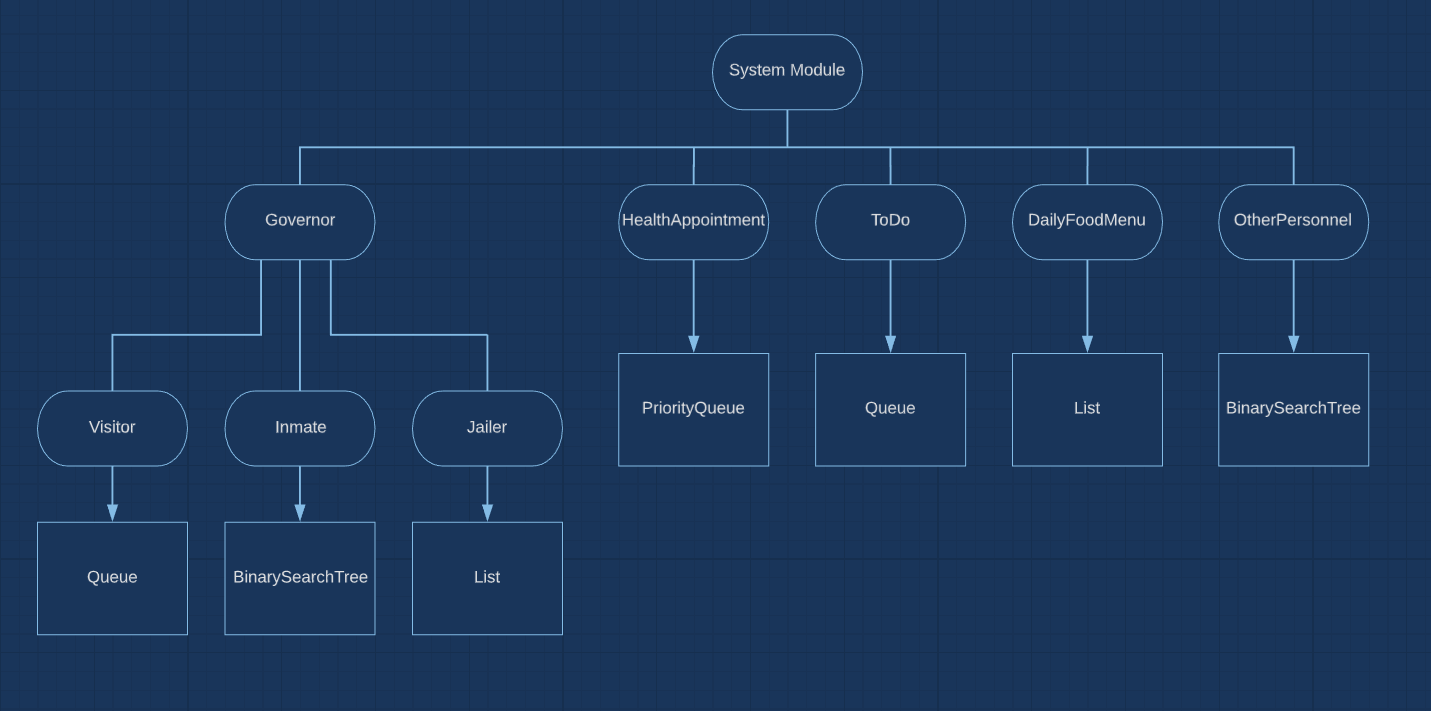 System Module
Governor
HealthAppointment
ToDo
DailyFoodMenu
OtherPersonnel
PriorityQueue
Queue
List
BinarySearchTree
Visitor
Inmate
Jailer
Queue
BinarySearchTree
List